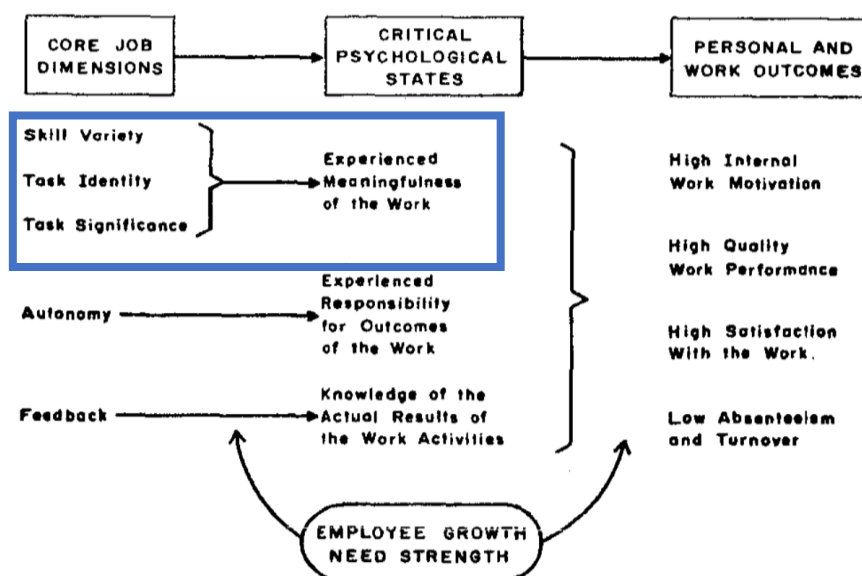 CORE JOB
DIMENSIONS
CRITICAL
PSYCHOLOGICAL
STATES
PERSONAL AND
WORK OUTCOMES
Skill Variety
Task Identity
Task Significance
Experienced
Meaningfulness
of the Work
High Internal
Work Motivation
High Quality
Work Performance
Autonomy
Experienced
Responsibility
for Outcomes
of the Work
High Satisfaction
With the Work.
Feedback
Knowledge of the
Actual Results of
the Work Activities
Low Absenteeism
and Turnover
EMPLOYEE GROWTH
NEED STRENGTH